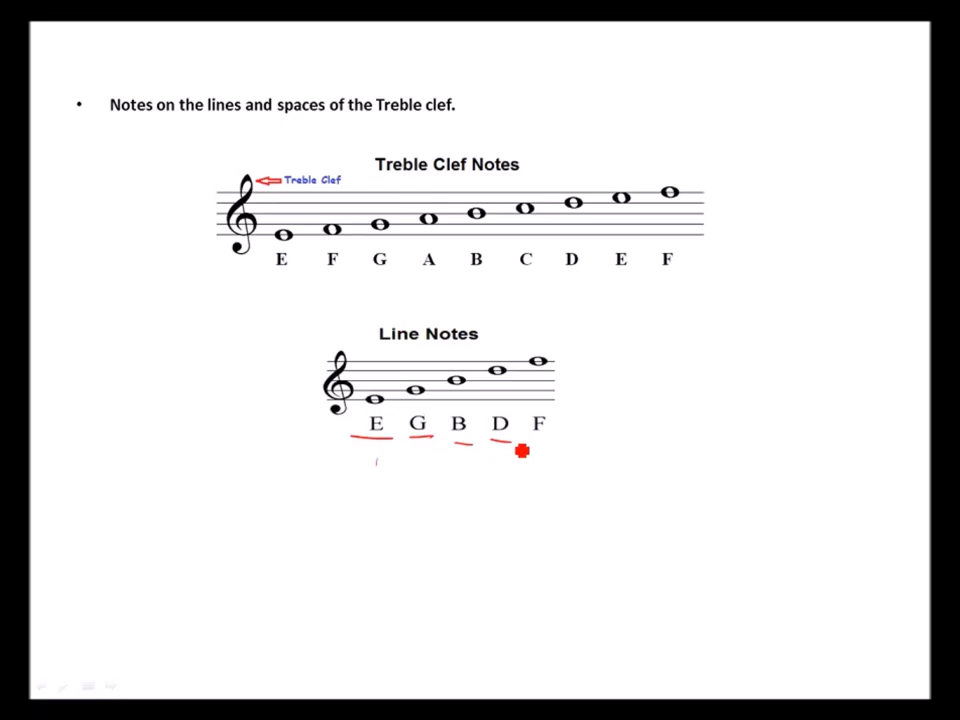 • Notes on the lines and spaces of the Treble clef.
Treble Clef Notes
Treble Clef
E F G A B C D E F
Line Notes
E G B D F